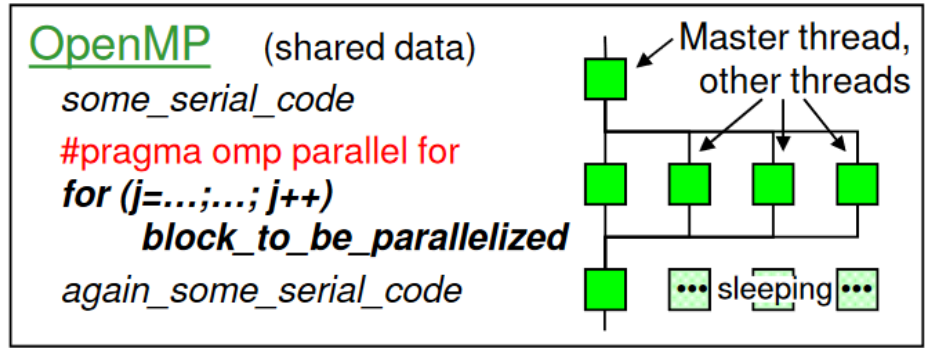 OpenMP (shared data)
some_serial_code
#pragma omp parallel for
for (j=…;…; j++)
block_to_be_parallelized
again_some_serial_code
Master thread,
other threads
••• sleeping •••